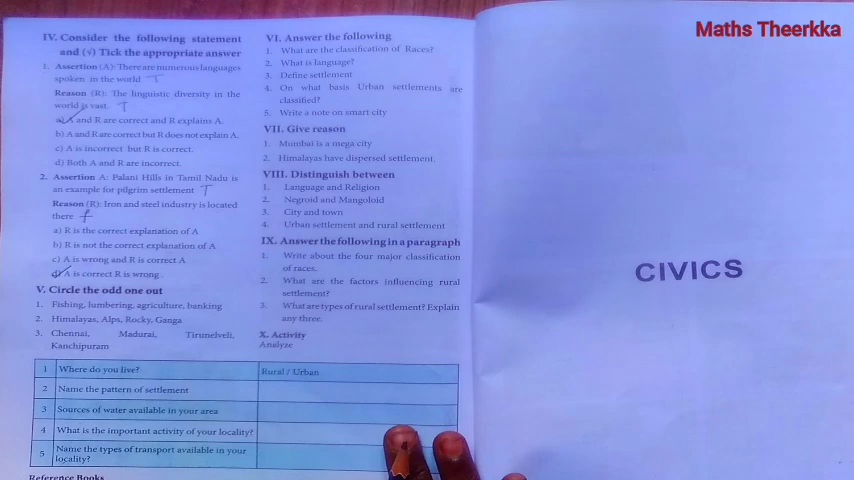 Maths Theerkka
IV. Consider the following statement
and (√) Tick the appropriate answer
1. Assertion (A): There are numerous languages
spoken in the world T
Reason (R): The linguistic diversity in the
world is vast. T
a) A and R are correct and R explains A.
b) A and R are correct but R does not explain A.
c) A is incorrect but R is correct.
d) Both A and R are incorrect.
2. Assertion A: Palani Hills in Tamil Nadu is
an example for pilgrim settlement T
Reason (R): Iron and steel industry is located
there f
a) R is the correct explanation of A
b) R is not the correct explanation of A
c) A is wrong and R is correct A
d) A is correct R is wrong.
V. Circle the odd one out
1. Fishing, lumbering, agriculture, banking
2. Himalayas, Alps, Rocky, Ganga
3. Chennai, Madurai, Tirunelveli,
Kanchipuram
VI. Answer the following
1. What are the classification of Races?
2. What is language?
3. Define settlement
4. On what basis Urban settlements are
classified?
5. Write a note on smart city
VII. Give reason
1. Mumbai is a mega city
2. Himalayas have dispersed settlement.
VIII. Distinguish between
1. Language and Religion
2. Negroid and Mangoloid
3. City and town
4. Urban settlement and rural settlement
IX. Answer the following in a paragraph
1. Write about the four major classification
of races.
2. What are the factors influencing rural
settlement?
3. What are types of rural settlement? Explain
any three.
X. Activity
Analyze
1 Where do you live? Rural / Urban
2 Name the pattern of settlement
3 Sources of water available in your area
4 What is the important activity of your locality?
5 Name the types of transport available in your
locality?
Reference Books
CIVICS